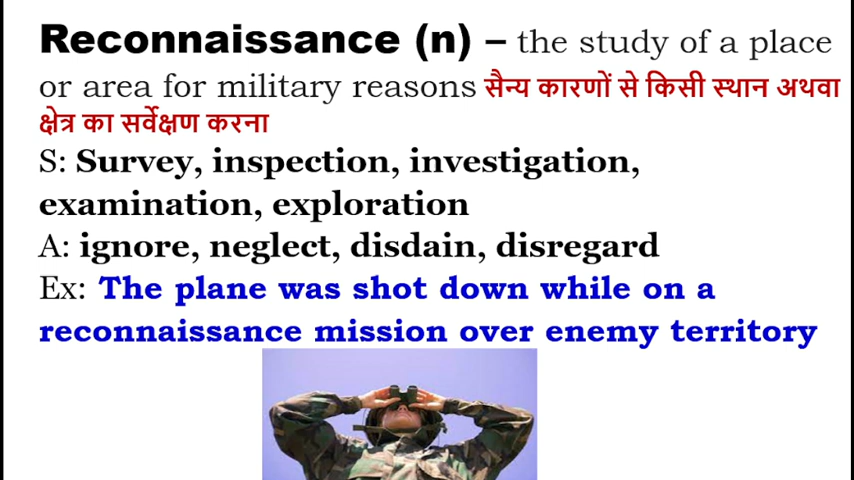 Reconnaissance (n) – the study of a place
or area for military reasons सैन्य कारणों से किसी स्थान अथवा
क्षेत्र का सर्वेक्षण करना
S: Survey, inspection, investigation,
examination, exploration
A: ignore, neglect, disdain, disregard
Ex: The plane was shot down while on a
reconnaissance mission over enemy territory